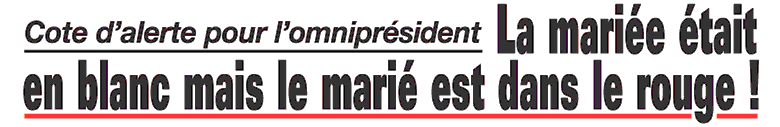 Cote d'alerte pour l'omniprésident La mariée était
en blanc mais le marié est dans le rouge !